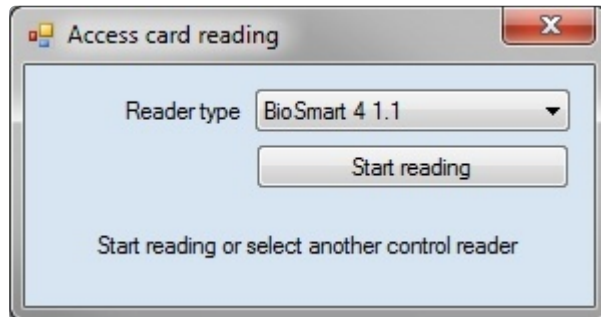 Access card reading
Reader type BioSmart 4 1.1
Start reading
Start reading or select another control reader